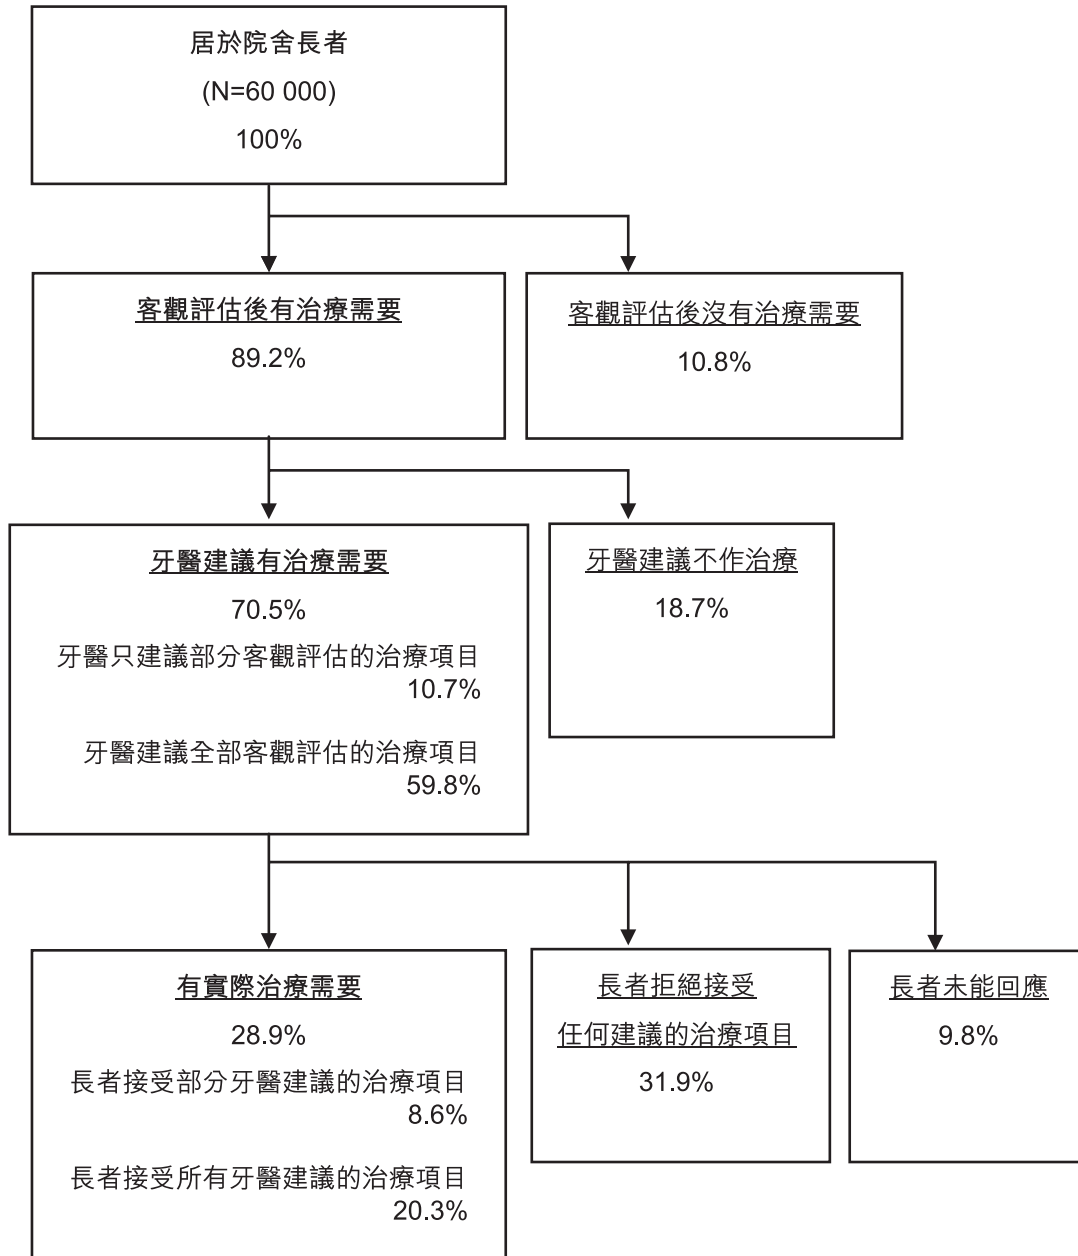 居於院舍長者
(N=60 000)
100%
客觀評估後有治療需要
89.2%
客觀評估後沒有治療需要
10.8%
牙醫建議有治療需要
70.5%
牙醫只建議部分客觀評估的治療項目
10.7%
牙醫建議全部客觀評估的治療項目
59.8%
牙醫建議不作治療
18.7%
有實際治療需要
28.9%
長者接受部分牙醫建議的治療項目
8.6%
長者接受所有牙醫建議的治療項目
20.3%
長者拒絕接受
任何建議的治療項目
31.9%
長者未能回應
9.8%